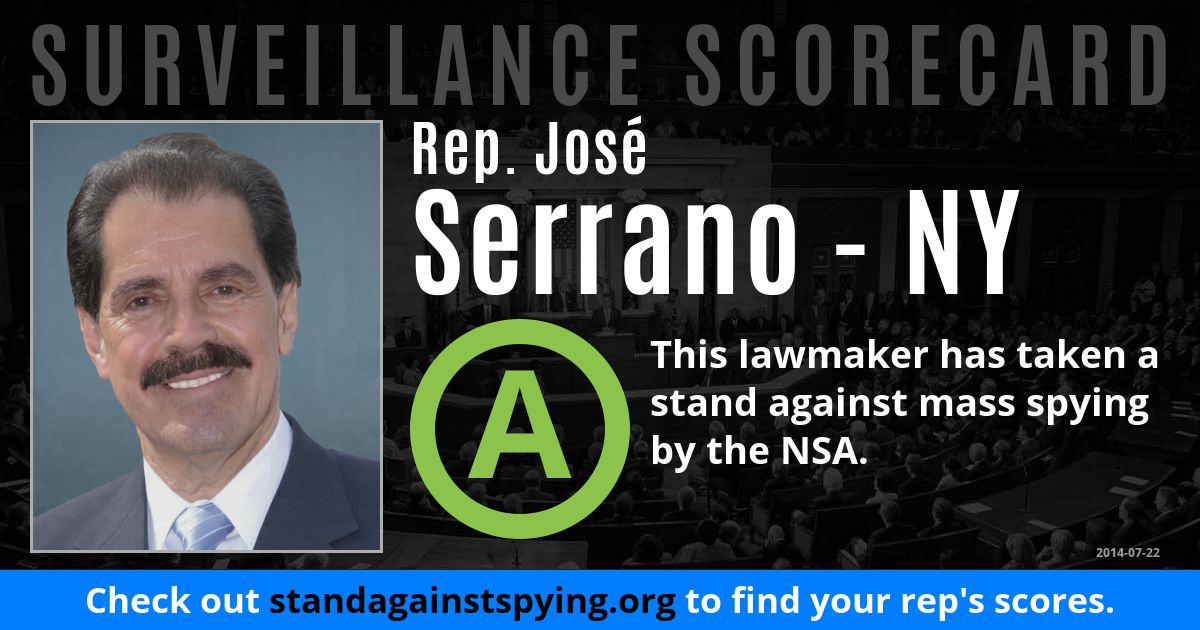 SURVEILLANCE SCORECARD
Rep. José
Serrano - NY
A
This lawmaker has taken a
stand against mass spying
by the NSA.
2014-07-22
Check out standagainstspying.org to find your rep's scores.